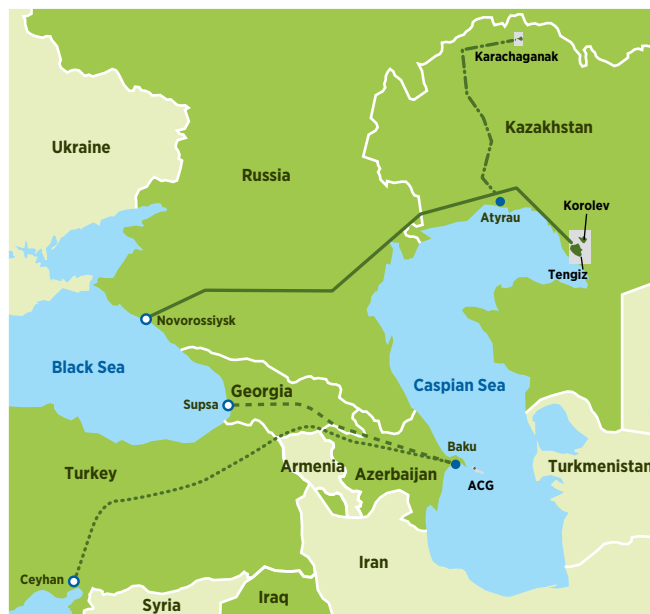 Karachaganak
Kazakhstan
Ukraine
Russia
Korolev
Atyrau
Tengiz
Novorossiysk
Black Sea
Caspian Sea
Georgia
Supsa
Baku
Armenia
Azerbaijan
Turkmenistan
Turkey
ACG
Iran
Ceyhan
Iraq
Syria